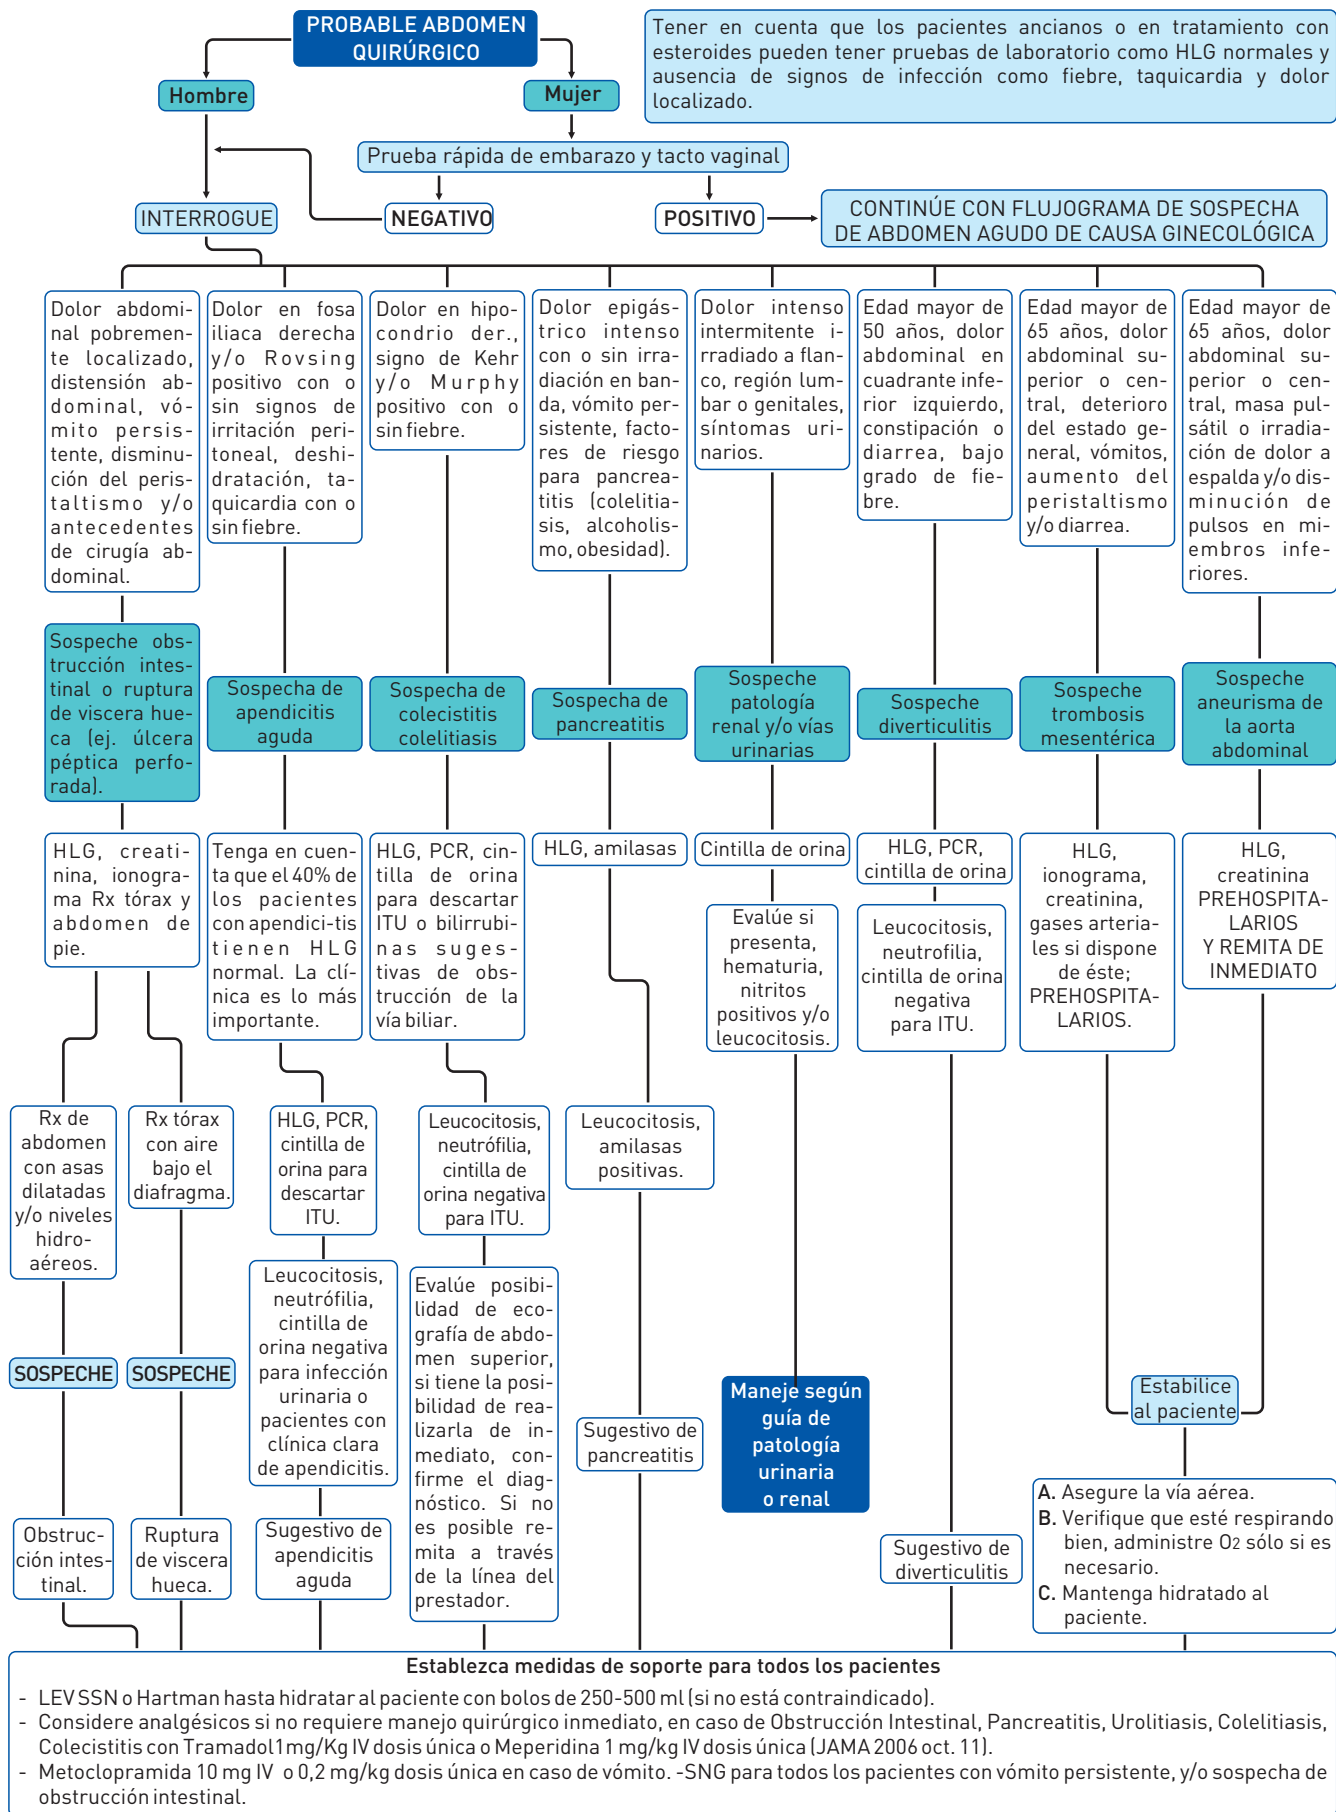 PROBABLE ABDOMEN
QUIRÚRGICO
Tener en cuenta que los pacientes ancianos o en tratamiento con
esteroides pueden tener pruebas de laboratorio como HLG normales y
ausencia de signos de infección como fiebre, taquicardia y dolor
localizado.
Hombre
Mujer
Prueba rápida de embarazo y tacto vaginal
INTERROGUE
NEGATIVO
POSITIVO
CONTINÚE CON FLUJOGRAMA DE SOSPECHA
DE ABDOMEN AGUDO DE CAUSA GINECOLÓGICA
Dolor abdomi-
nal pobremen-
te localizado,
distensión ab-
dominal, vó-
mito persis-
tente, disminu-
ción del peris-
taltismo y/o
antecedentes
de cirugía ab-
dominal.
Dolor en fosa
iliaca derecha
y/o Rovsing
positivo con o
sin signos de
irritación peri-
toneal, deshi-
dratación, ta-
quicardia con o
sin fiebre.
Dolor en hipo-
condrio der.,
signo de Kehr
y/o Murphy
positivo con o
sin fiebre.
Dolor epigás-
trico intenso
con o sin irra-
diación en ban-
da, vómito per-
sistente, facto-
res de riesgo
para pancrea-
titis (colelitia-
sis, alcoholis-
mo, obesidad).
Dolor intenso
intermitente i-
rradiado a flan-
co, región lum-
bar o genitales,
síntomas uri-
narios.
Edad mayor de
50 años, dolor
abdominal en
cuadrante infe-
rior izquierdo,
constipación o
diarrea, bajo
grado de fie-
bre.
Edad mayor de
65 años, dolor
abdominal su-
perior o cen-
tral, deterioro
del estado ge-
neral, vómitos,
aumento del
peristaltismo
y/o diarrea.
Edad mayor de
65 años, dolor
abdominal su-
perior o cen-
tral, masa pul-
sátil o irradia-
ción de dolor a
espalda y/o dis-
minución de
pulsos en mi-
embros infe-
riores.
Sospeche obs-
trucción intes-
tinal o ruptura
de viscera hue-
ca (ej. úlcera
péptica perfo-
rada).
Sospecha de
apendicitis
aguda
Sospecha de
colecistitis
colelitiasis
Sospecha de
pancreatitis
Sospeche
patología
renal y/o vías
urinarias
Sospeche
diverticulitis
Sospeche
trombosis
mesentérica
Sospeche
aneurisma de
la aorta
abdominal
HLG, creati-
nina, ionogra-
ma Rx tórax y
abdomen de
pie.
Tenga en cuen-
ta que el 40% de
los pacientes
con apendici-tis
tienen HLG
normal. La clí-
nica es lo más
importante.
HLG, PCR, cin-
tilla de orina
para descartar
ITU o bilirrubi-
nas suges-
tivas de obs-
trucción de la
vía biliar.
HLG, amilasas
Cintilla de orina
Evalúe si
presenta,
hematuria,
nitritos
positivos y/o
leucocitosis.
HLG, PCR,
cintilla de orina
Leucocitosis,
neutrofilia,
cintilla de orina
negativa
para ITU.
HLG,
ionograma,
creatinina,
gases arteria-
les si dispone
de éste;
PREHOSPITA-
LARIOS.
HLG,
creatinina
PREHOSPITA-
LARIOS
Y REMITA DE
INMEDIATO
Rx de
abdomen
con asas
dilatadas
y/o niveles
hidro-
aéreos.
Rx tórax
con aire
bajo el
diafragma.
HLG, PCR,
cintilla de
orina para
descartar
ITU.
Leucocitosis,
neutrófilia,
cintilla de
orina negativa
para ITU.
Leucocitosis,
amilasas
positivas.
Leucocitosis,
neutrófilia,
cintilla de
orina negativa
para infección
urinaria o
pacientes con
clínica clara
de apendicitis.
Evalúe posibi-
lidad de eco-
grafía de abdo-
men superior,
si tiene la posi-
bilidad de rea-
lizarla de in-
mediato, con-
firme el diag-
nóstico. Si no
es posible re-
mita a través
de la línea del
prestador.
SOSPECHE
SOSPECHE
Maneje según
guía de
patología
urinaria
o renal
Estabilice
al paciente
Sugestivo de
pancreatitis
A. Asegure la vía aérea.
B. Verifique que esté respirando
bien, administre O2 sólo si es
necesario.
C. Mantenga hidratado al
paciente.
Obstruc-
ción intes-
tinal.
Ruptura
de viscera
hueca.
Sugestivo de
apendicitis
aguda
Sugestivo de
diverticulitis
Establezca medidas de soporte para todos los pacientes
- LEV SSN o Hartman hasta hidratar al paciente con bolos de 250-500 ml (si no está contraindicado).
- Considere analgésicos si no requiere manejo quirúrgico inmediato, en caso de Obstrucción Intestinal, Pancreatitis, Urolitiasis, Colelitiasis,
Colecistitis con Tramadol1mg/Kg IV dosis única o Meperidina 1 mg/kg IV dosis única (JAMA 2006 oct. 11).
- Metoclopramida 10 mg IV o 0,2 mg/kg dosis única en caso de vómito. -SNG para todos los pacientes con vómito persistente, y/o sospecha de
obstrucción intestinal.